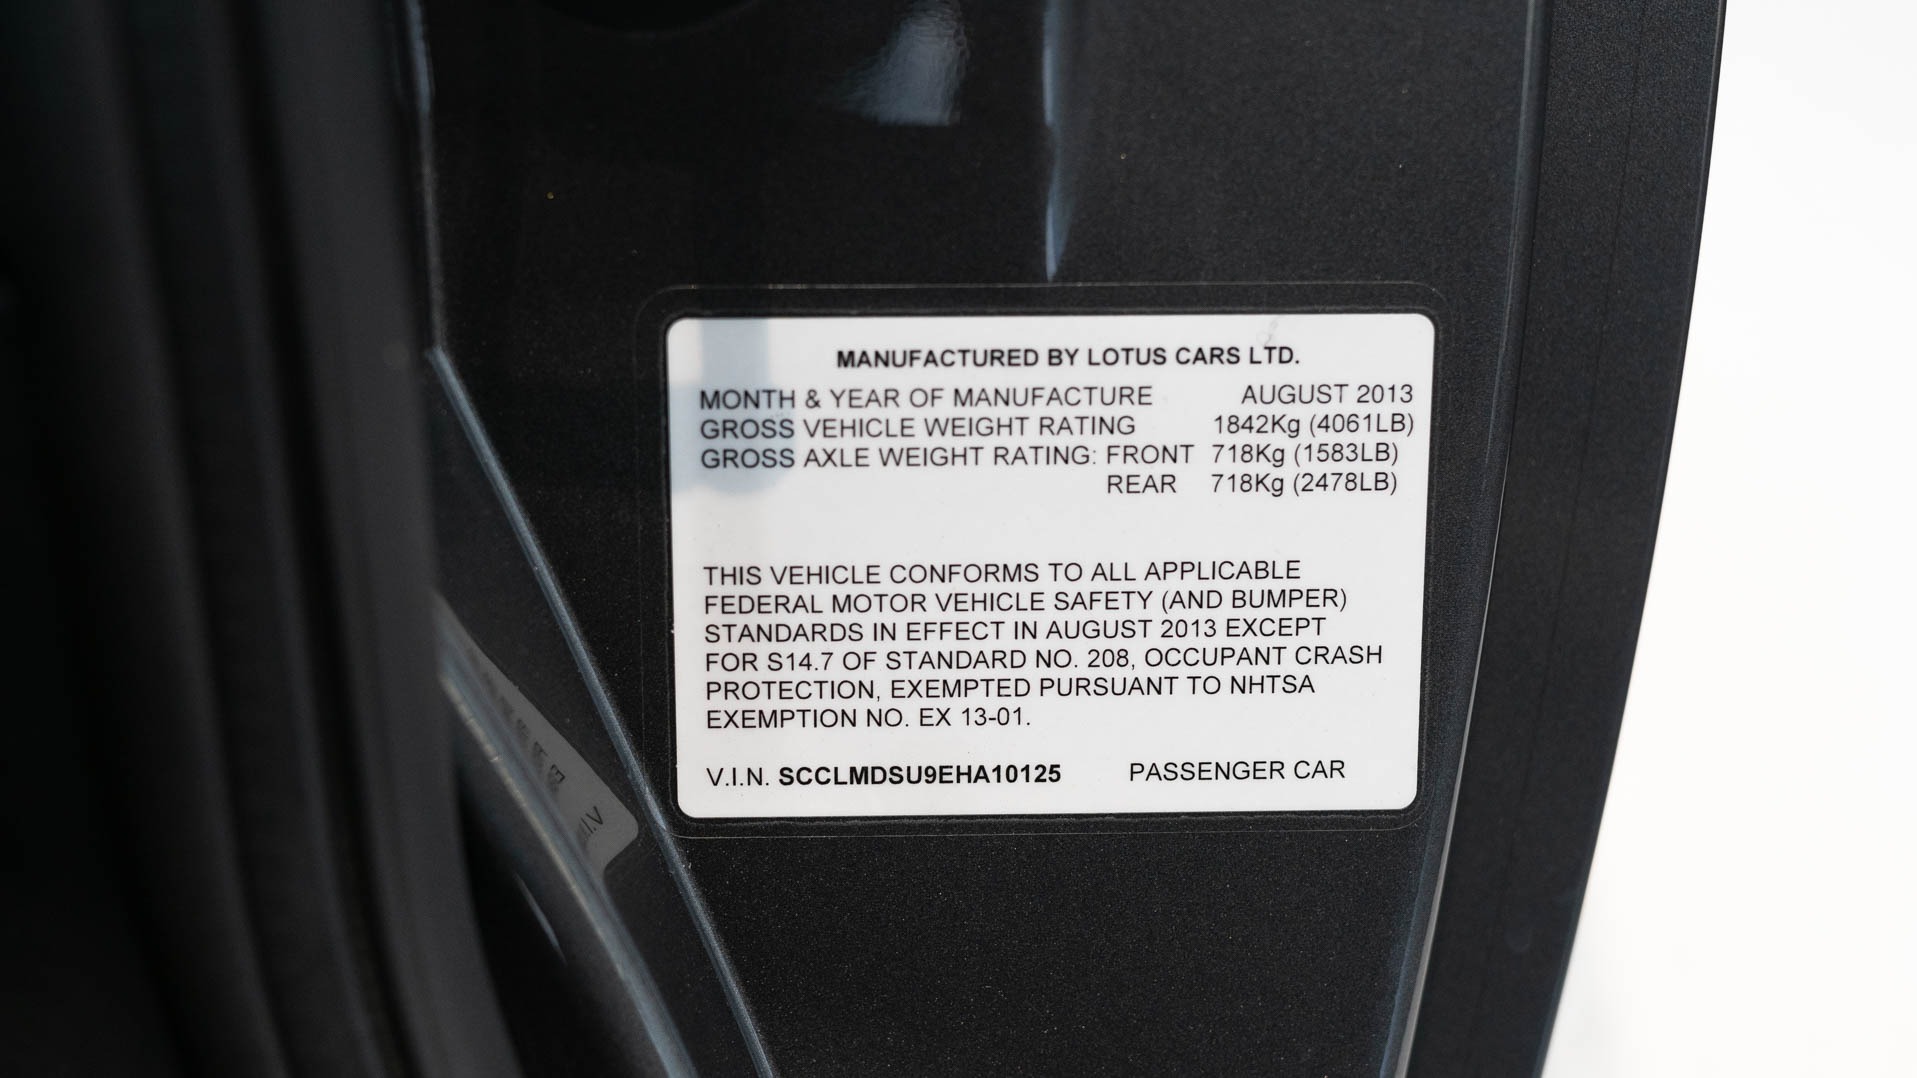 MANUFACTURED BY LOTUS CARS LTD.
MONTH & YEAR OF MANUFACTURE AUGUST 2013
GROSS VEHICLE WEIGHT RATING 1842Kg (4061LB)
GROSS AXLE WEIGHT RATING: FRONT 718Kg (1583LB)
REAR 718Kg (2478LB)
THIS VEHICLE CONFORMS TO ALL APPLICABLE
FEDERAL MOTOR VEHICLE SAFETY (AND BUMPER)
STANDARDS IN EFFECT IN AUGUST 2013 EXCEPT
FOR S14.7 OF STANDARD NO. 208, OCCUPANT CRASH
PROTECTION, EXEMPTED PURSUANT TO NHTSA
EXEMPTION NO. EX 13-01.
V.I.N. SCCLMDSU9EHA10125 PASSENGER CAR